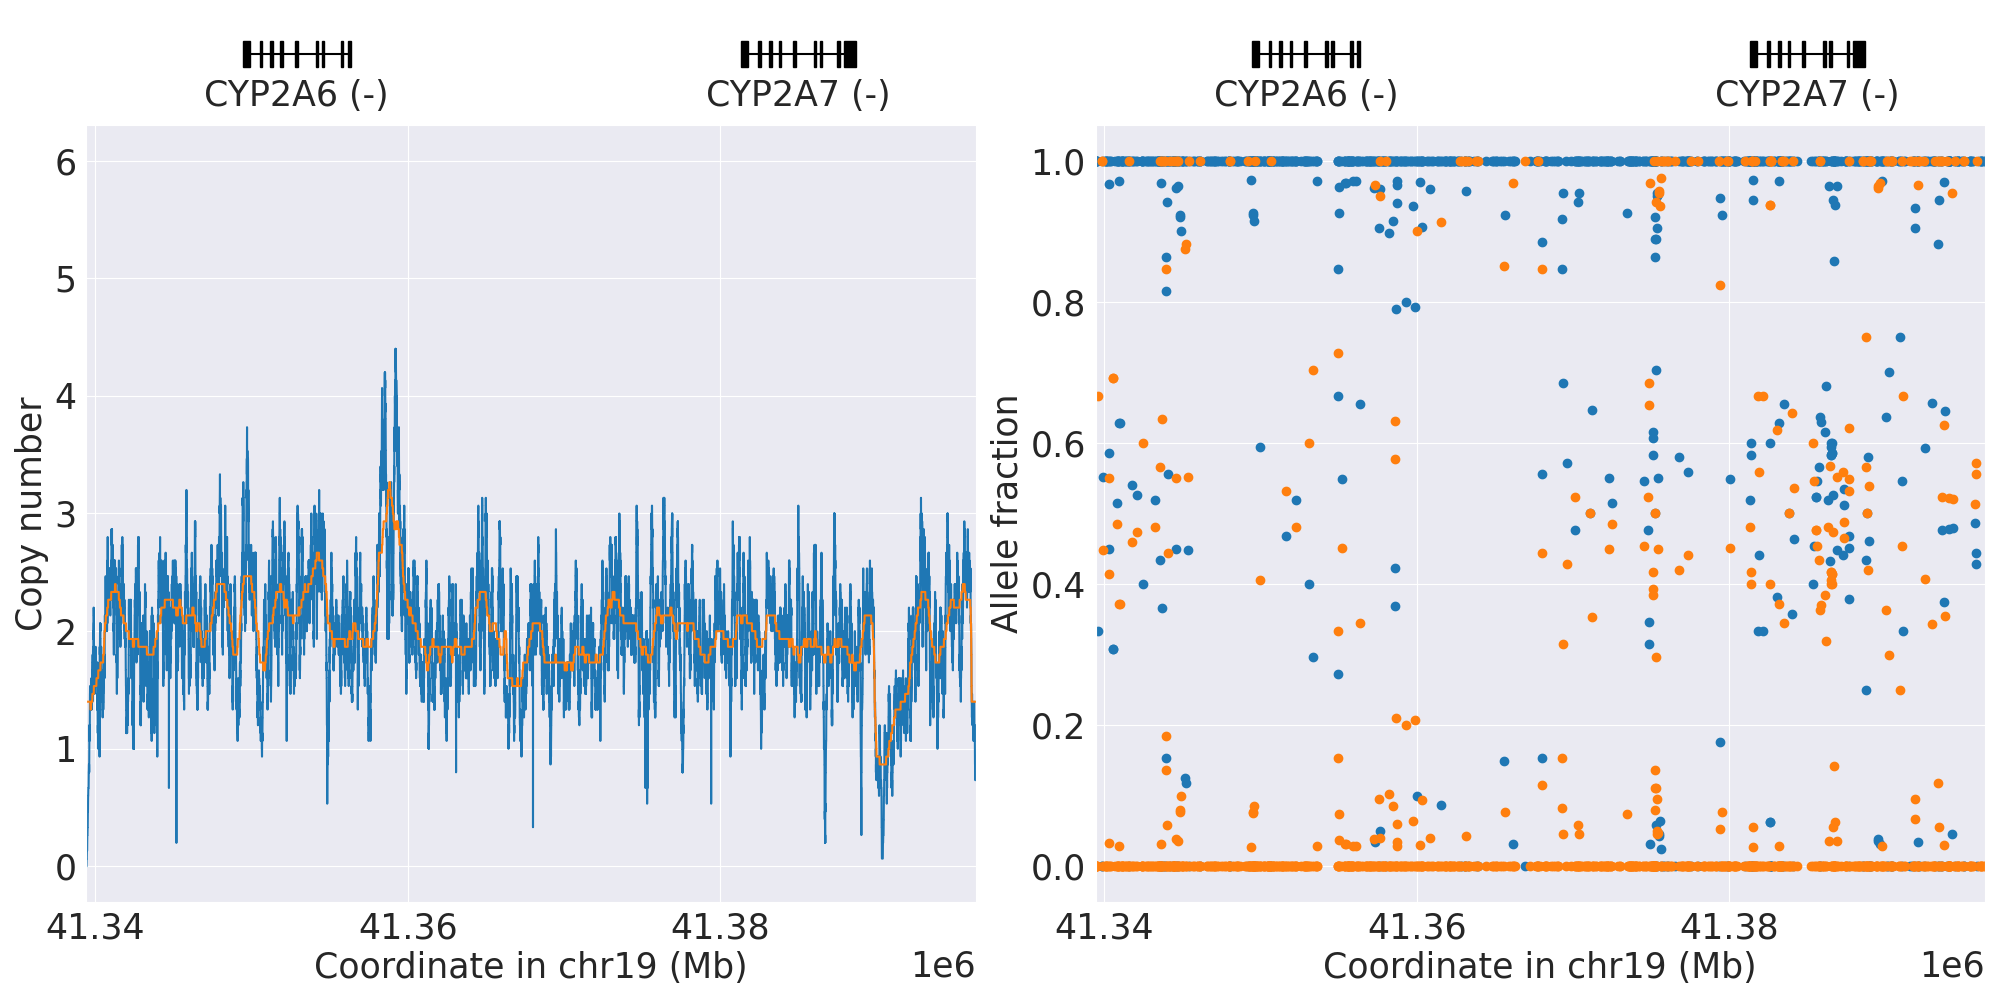 CYP2A6 (-)
CYP2A7 (-)
6
5
4
3
2
1
0
Copy number
41.34
41.36
41.38
Coordinate in chr19 (Mb)
1e6
CYP2A6 (-)
CYP2A7 (-)
1.0
0.8
0.6
0.4
0.2
0.0
Allele fraction
41.34
41.36
41.38
Coordinate in chr19 (Mb)
1e6